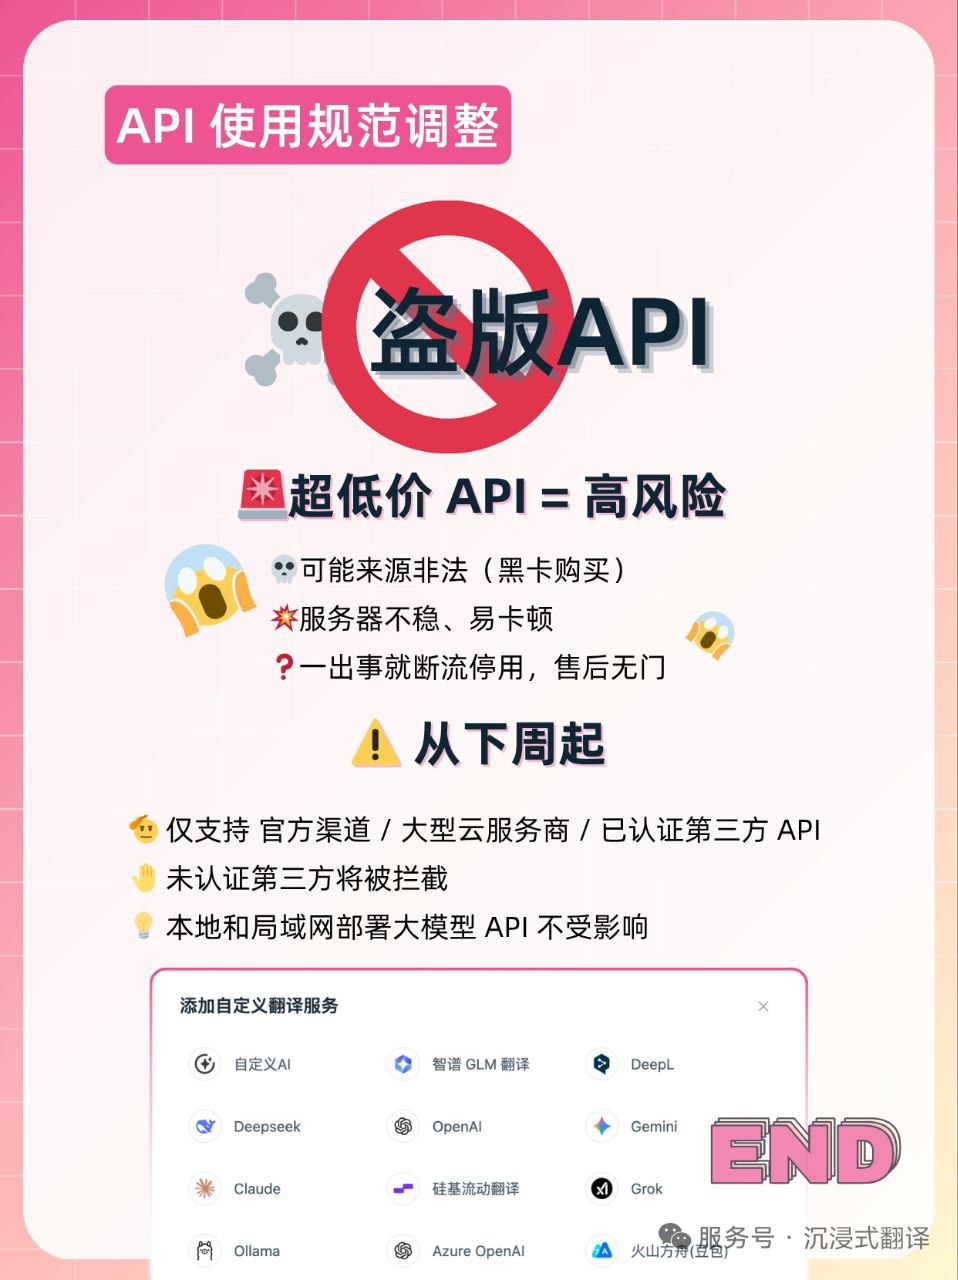 API 使用规范调整
盗版API
超低价 API = 高风险
可能来源非法（黑卡购买）
服务器不稳、易卡顿
一出事就断流停用，售后无门
从下周起
仅支持 官方渠道 / 大型云服务商 / 已认证第三方 API
未认证第三方将被拦截
本地和局域网部署大模型 API 不受影响
添加自定义翻译服务
自定义AI
智谱 GLM 翻译
DeepL
Deepseek
OpenAI
Gemini
END
Claude
硅基流动翻译
Grok
Ollama
Azure OpenAI
火山方舟(豆包)
服务号 · 沉浸式翻译